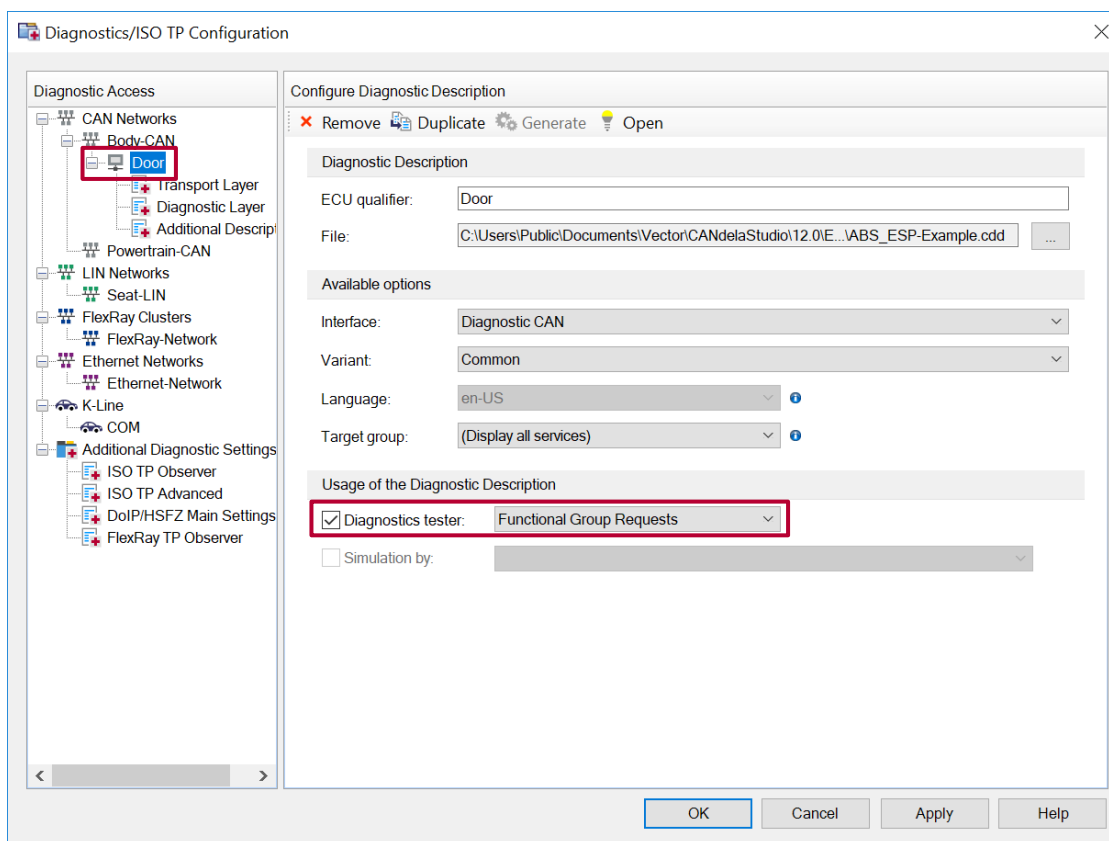 Diagnostics/ISO TP Configuration
Diagnostic Access
CAN Networks
Body-CAN
Door
Transport Layer
Diagnostic Layer
Additional Descript
Powertrain-CAN
LIN Networks
Seat-LIN
FlexRay Clusters
FlexRay-Network
Ethernet Networks
Ethernet-Network
K-Line
COM
Additional Diagnostic Settings
ISO TP Observer
ISO TP Advanced
DoIP/HSFZ Main Settings
FlexRay TP Observer
Configure Diagnostic Description
Remove Duplicate Generate Open
Diagnostic Description
ECU qualifier: Door
File: C:\Users\Public\Documents\Vector\CANdelaStudio\12.0\E...\ABS_ESP-Example.cdd ...
Available options
Interface: Diagnostic CAN
Variant: Common
Language: en-US
Target group: (Display all services)
Usage of the Diagnostic Description
Diagnostics tester: Functional Group Requests
Simulation by:
OK Cancel Apply Help